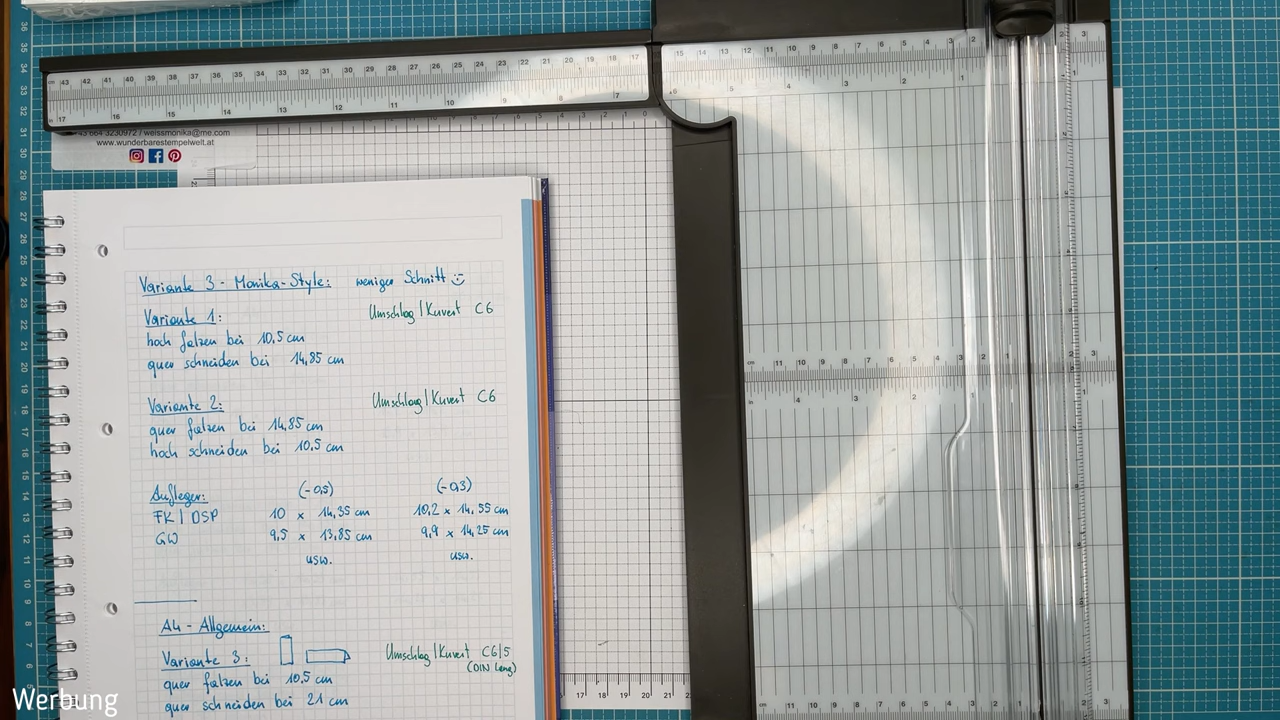 +43 664 3230972 / weissmonika@me.com
www.wunderbarestempelwelt.at
Variante 3 - Monika-Style: weniger Schnitt :)
Variante 1: Umschlag/Kuvert C6
hoch falzen bei 10,5 cm
quer schneiden bei 14,85 cm
Variante 2: Umschlag/Kuvert C6
quer falzen bei 14,85 cm
hoch schneiden bei 10,5 cm
Aufleger: (-0,5) (-0,3)
FK / DSP 10 x 14,35 cm 10,2 x 14,55 cm
GW 9,5 x 13,85 cm 9,9 x 14,25 cm
usw. usw.
A4 - Allgemein:
Variante 3: Umschlag/Kuvert C6/5
(DIN Lang)
quer falzen bei 10,5 cm
quer schneiden bei 21 cm
Werbung